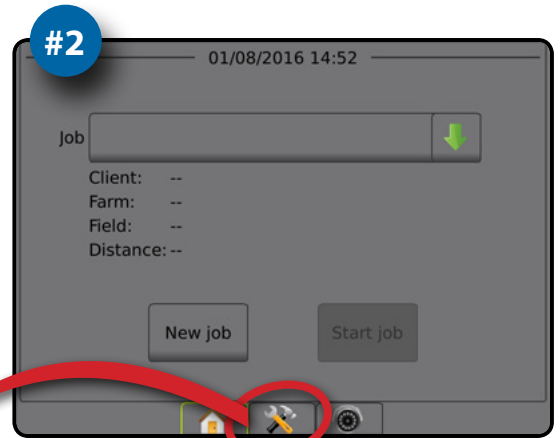 #2
01/08/2016 14:52
Job
Client: --
Farm: --
Field: --
Distance: --
New job
Start job